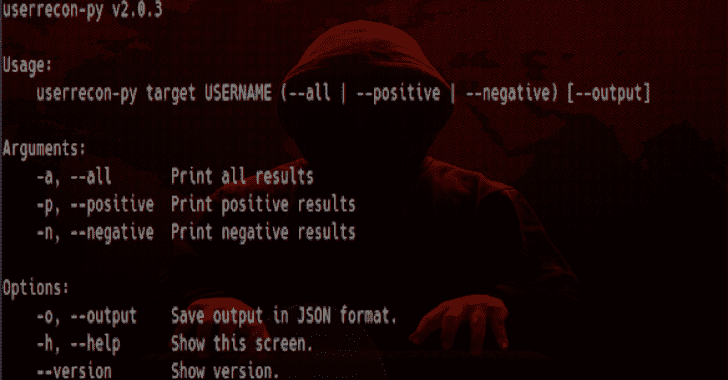 userrecon-py v2.0.3
Usage:
userrecon-py target USERNAME (--all | --positive | --negative) [--output]
Arguments:
-a, --all Print all results
-p, --positive Print positive results
-n, --negative Print negative results
Options:
-o, --output Save output in JSON format.
-h, --help Show this screen.
--version Show version.